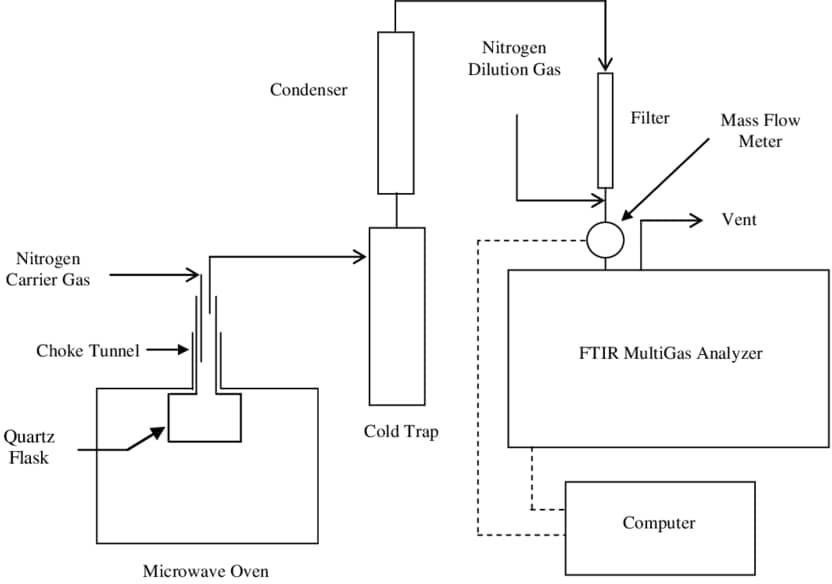 Nitrogen
Dilution Gas
Condenser
Filter
Mass Flow
Meter
Vent
Nitrogen
Carrier Gas
Choke Tunnel
FTIR MultiGas Analyzer
Quartz
Flask
Cold Trap
Computer
Microwave Oven